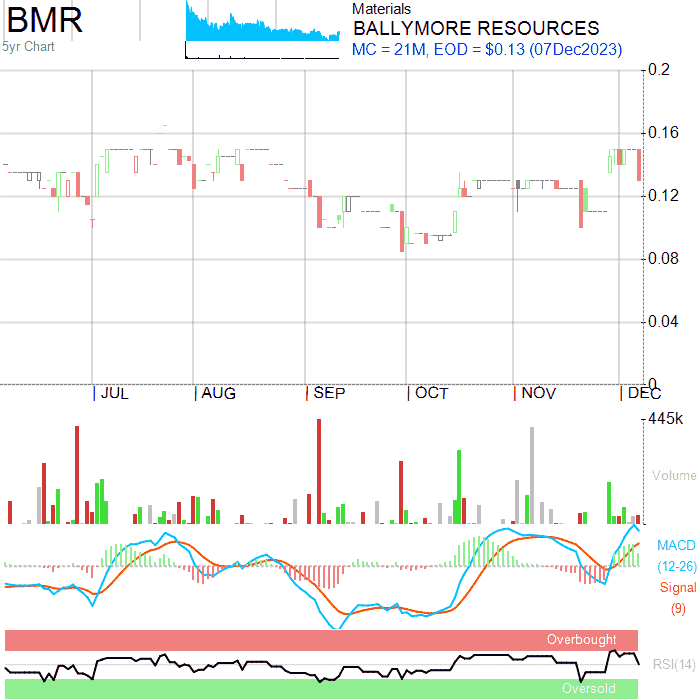 BMR
5yr Chart
Materials
BALLYMORE RESOURCES
MC = 21M, EOD = $0.13 (07Dec2023)
0.2
0.16
0.12
0.08
0.04
0
JUL AUG SEP OCT NOV DEC
445k
Volume
MACD
(12-26)
Signal
(9)
Overbought
RSI(14)
Oversold